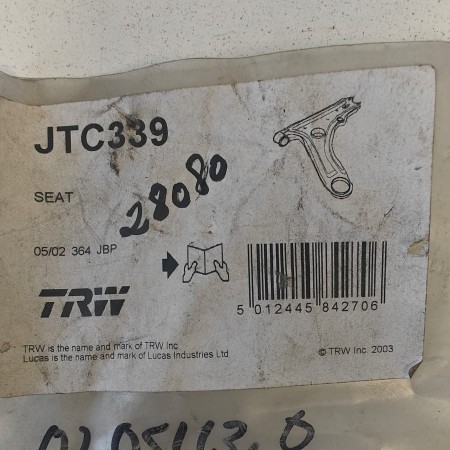 JTC339
SEAT
28080
05/02 364 JBP
TRW
5 012445 842706
TRW is the name and mark of TRW Inc
Lucas is the name and mark of Lucas Industries Ltd
© TRW Inc. 2003